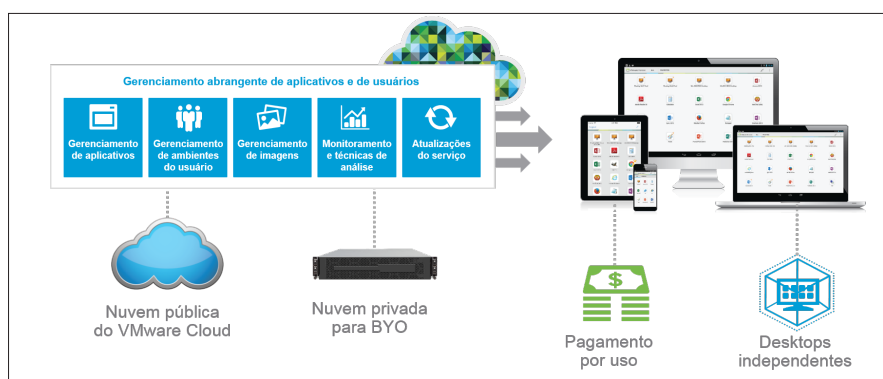 Gerenciamento abrangente de aplicativos e de usuários
Gerenciamento
de aplicativos
Gerenciamento
de ambientes
do usuário
Gerenciamento
de imagens
Monitoramento
e técnicas de
análise
Atualizações
do serviço
Nuvem pública
do VMware Cloud
Nuvem privada
para BYO
$
Pagamento
por uso
Desktops
independentes